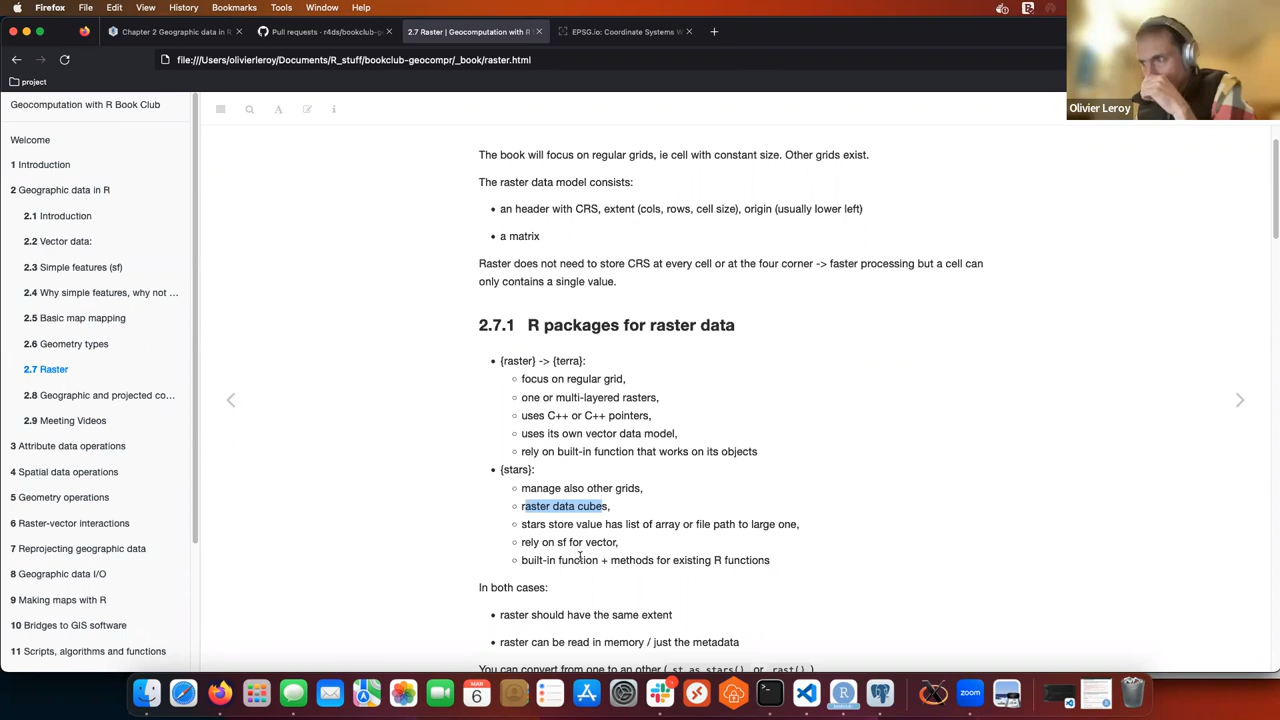 Firefox File Edit View History Bookmarks Tools Window Help
Chapter 2 Geographic data in R
Pull requests · r4ds/bookclub-g
2.7 Raster | Geocomputation with R
EPSG.io: Coordinate Systems W
file:///Users/olivierleroy/Documents/R_stuff/bookclub-geocompr/_book/raster.html
project
Olivier Leroy
Geocomputation with R Book Club
Welcome
1 Introduction
2 Geographic data in R
2.1 Introduction
2.2 Vector data:
2.3 Simple features (sf)
2.4 Why simple features, why not ...
2.5 Basic map mapping
2.6 Geometry types
2.7 Raster
2.8 Geographic and projected co...
2.9 Meeting Videos
3 Attribute data operations
4 Spatial data operations
5 Geometry operations
6 Raster-vector interactions
7 Reprojecting geographic data
8 Geographic data I/O
9 Making maps with R
10 Bridges to GIS software
11 Scripts, algorithms and functions
The book will focus on regular grids, ie cell with constant size. Other grids exist.
The raster data model consists:
• an header with CRS, extent (cols, rows, cell size), origin (usually lower left)
• a matrix
Raster does not need to store CRS at every cell or at the four corner -> faster processing but a cell can
only contains a single value.
2.7.1 R packages for raster data
• {raster} -> {terra}:
○ focus on regular grid,
○ one or multi-layered rasters,
○ uses C++ or C++ pointers,
○ uses its own vector data model,
○ rely on built-in function that works on its objects
• {stars}:
○ manage also other grids,
○ raster data cubes,
○ stars store value has list of array or file path to large one,
○ rely on sf for vector,
○ built-in function + methods for existing R functions
In both cases:
• raster should have the same extent
• raster can be read in memory / just the metadata
You can convert from one to an other ( st_as_stars() or rast() )
MAR
6
zoom